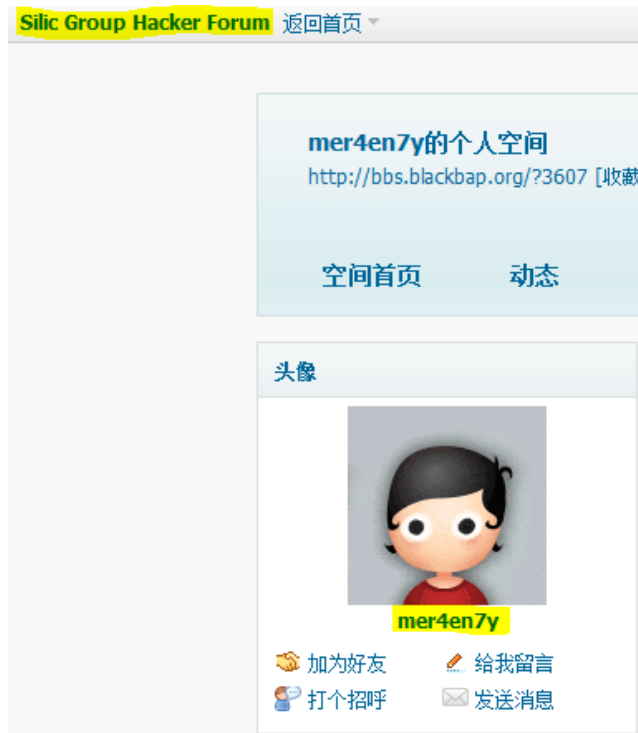 Silic Group Hacker Forum 返回首页
mer4en7y的个人空间
http://bbs.blackbap.org/?3607 [收藏
空间首页 动态
头像
mer4en7y
加为好友 给我留言
打个招呼 发送消息